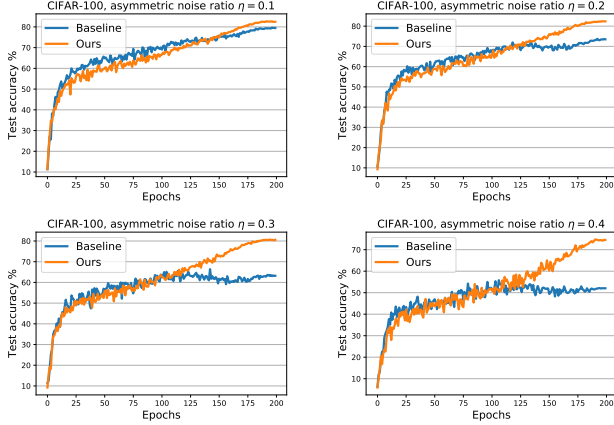 CIFAR-100, asymmetric noise ratio η = 0.1
Test accuracy %
80
70
60
50
40
30
20
10
Baseline
Ours
0 25 50 75 100 125 150 175 200
Epochs
CIFAR-100, asymmetric noise ratio η = 0.2
Test accuracy %
80
70
60
50
40
30
20
10
Baseline
Ours
0 25 50 75 100 125 150 175 200
Epochs
CIFAR-100, asymmetric noise ratio η = 0.3
Test accuracy %
80
70
60
50
40
30
20
10
Baseline
Ours
0 25 50 75 100 125 150 175 200
Epochs
CIFAR-100, asymmetric noise ratio η = 0.4
Test accuracy %
70
60
50
40
30
20
10
Baseline
Ours
0 25 50 75 100 125 150 175 200
Epochs